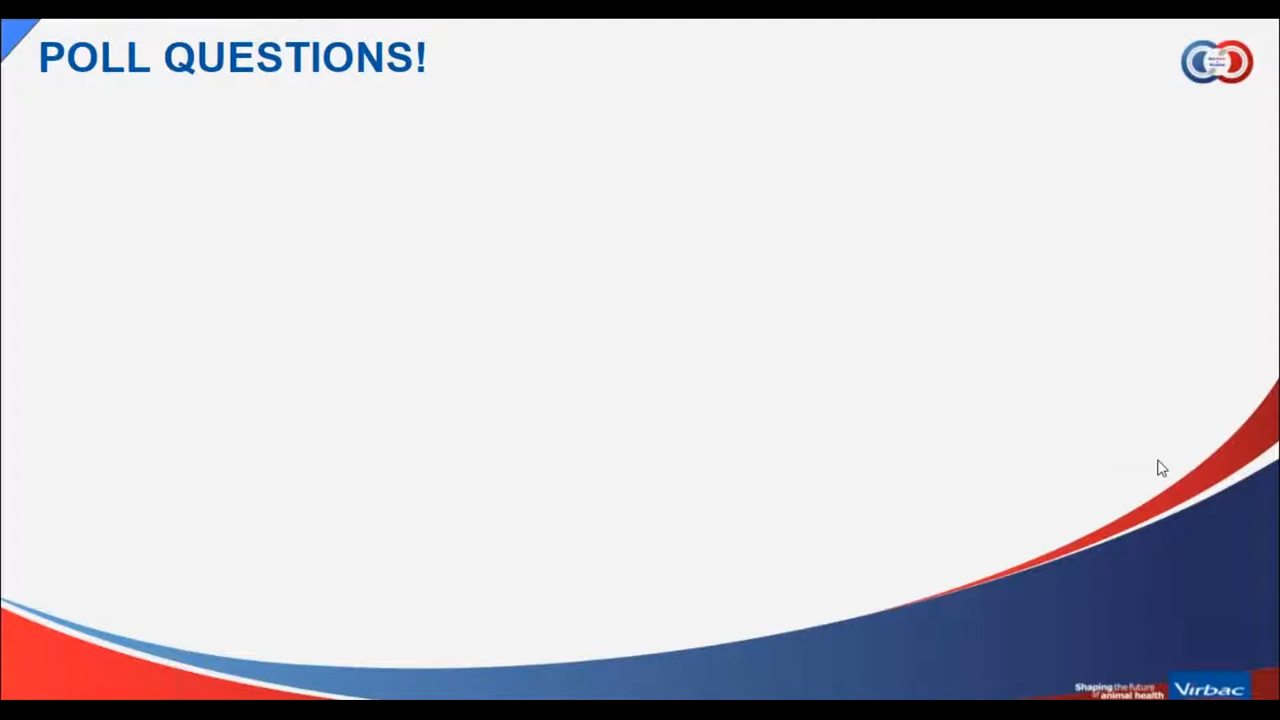 POLL QUESTIONS!
Shaping the future
of animal health
Virbac